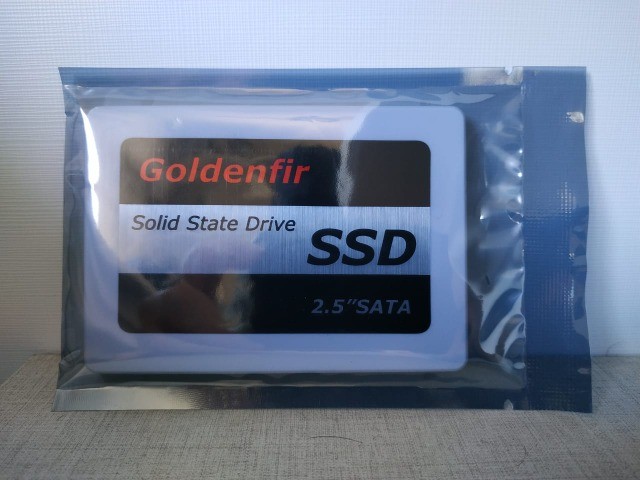 Goldenfir
Solid State Drive
SSD
2.5"SATA